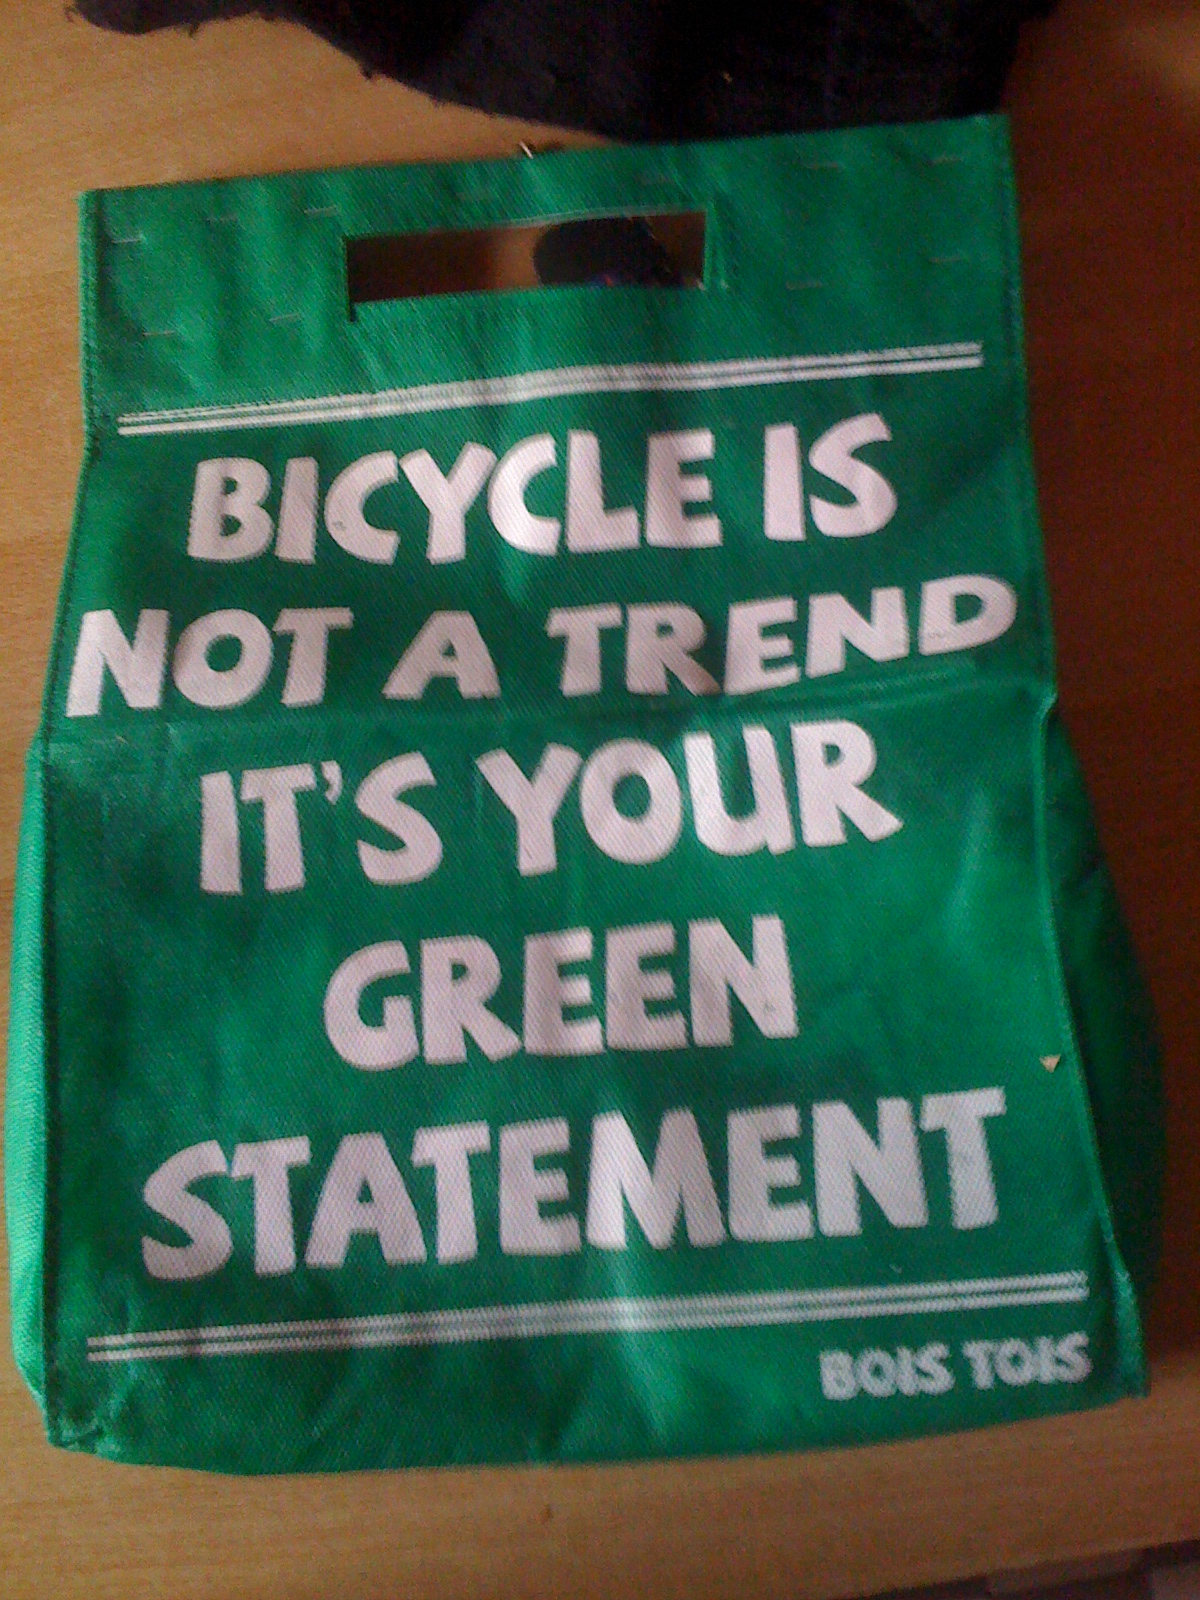 BICYCLE IS
NOT A TREND
IT'S YOUR
GREEN
STATEMENT
BOIS TOIS